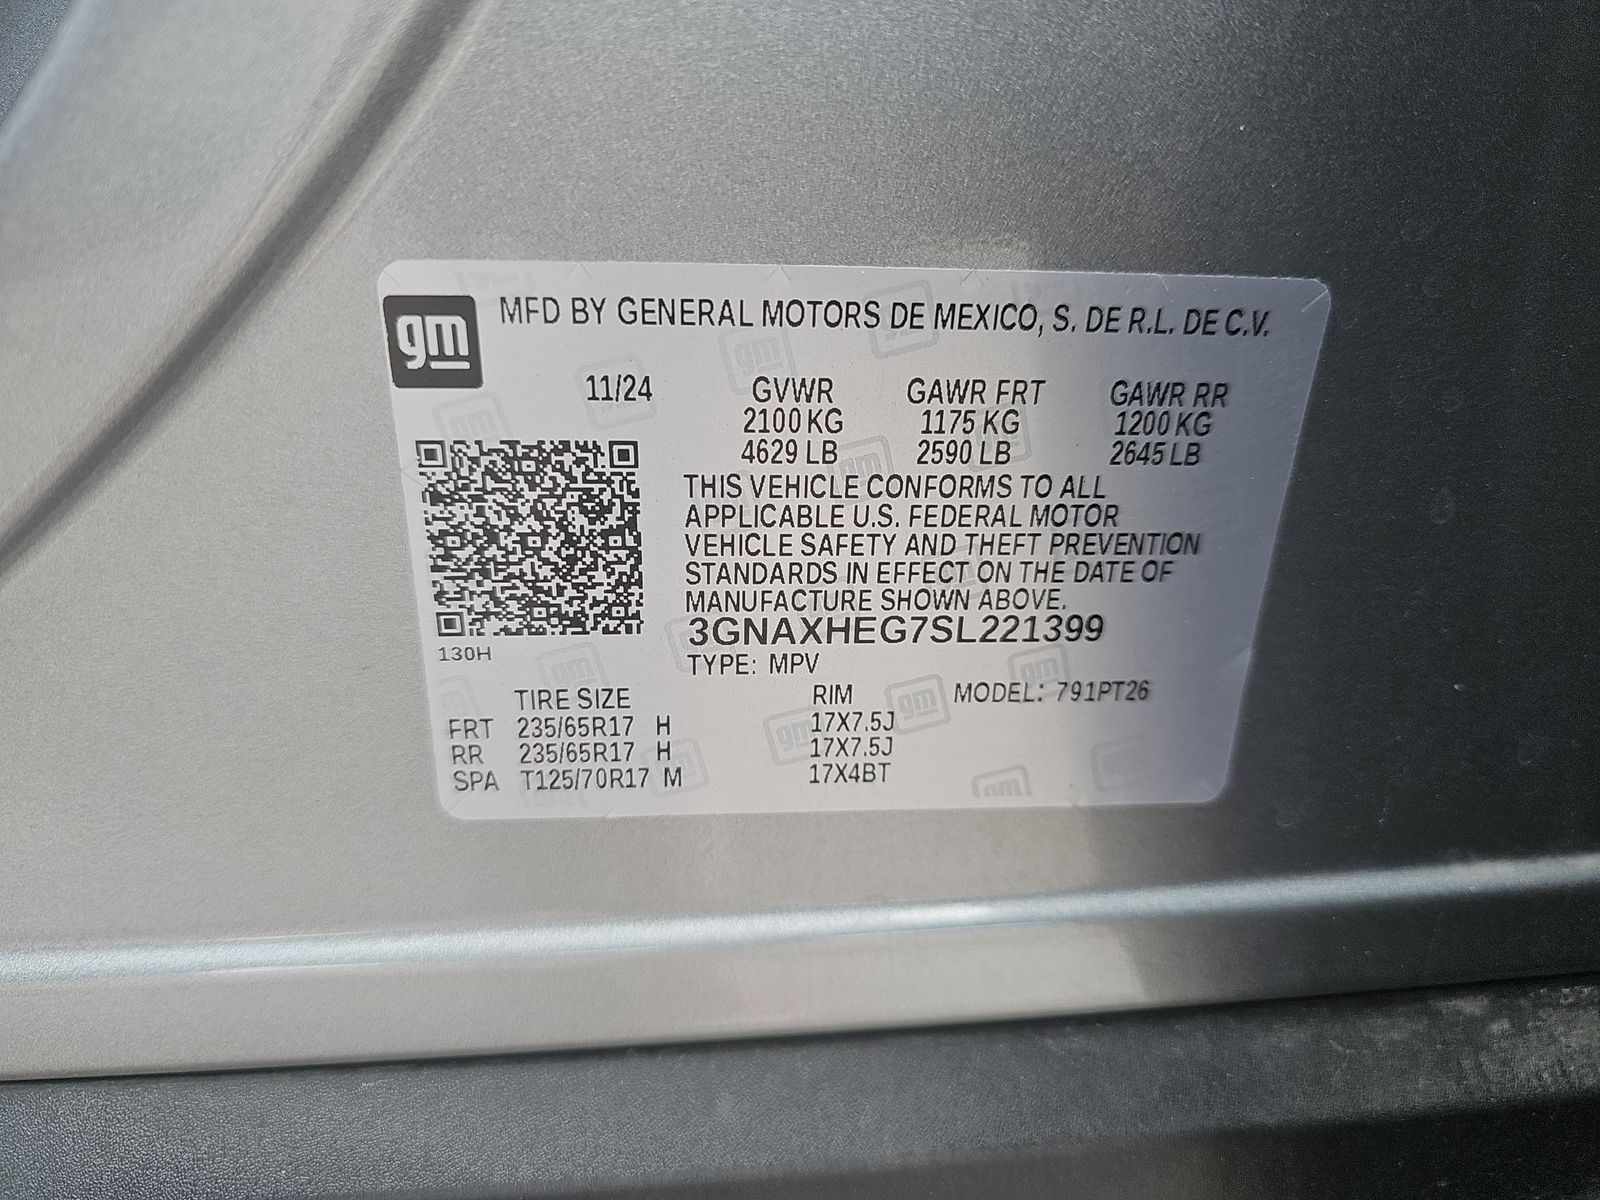 gm
MFD BY GENERAL MOTORS DE MEXICO, S. DE R.L. DE C.V.
11/24 GVWR GAWR FRT GAWR RR
2100 KG 1175 KG 1200 KG
4629 LB 2590 LB 2645 LB
THIS VEHICLE CONFORMS TO ALL
APPLICABLE U.S. FEDERAL MOTOR
VEHICLE SAFETY AND THEFT PREVENTION
STANDARDS IN EFFECT ON THE DATE OF
MANUFACTURE SHOWN ABOVE.
3GNAXHEG7SL221399
130H
TYPE: MPV
TIRE SIZE RIM MODEL: 791PT26
FRT 235/65R17 H 17X7.5J
RR 235/65R17 H 17X7.5J
SPA T125/70R17 M 17X4BT